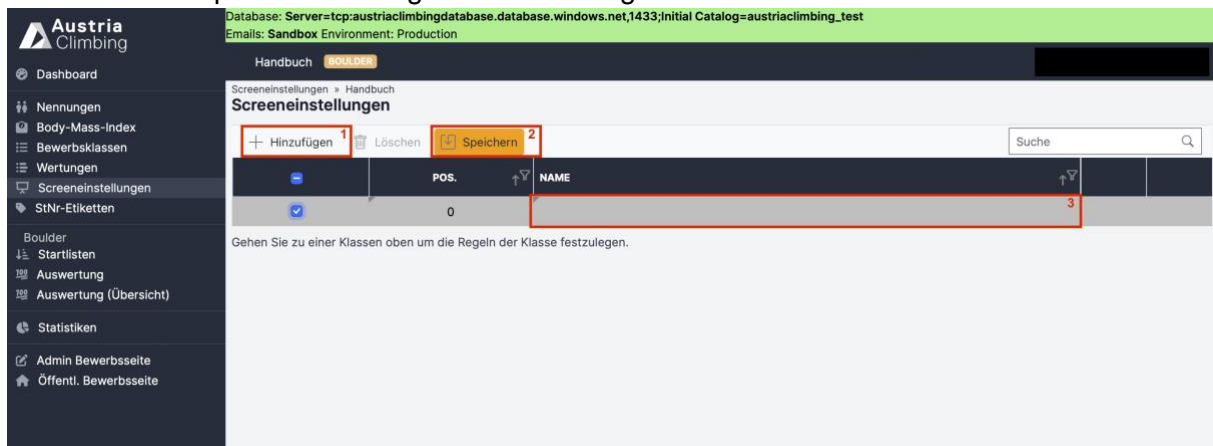 Austria
Climbing
Database: Server=tcp:austriaclimbingdatabase.database.windows.net,1433;Initial Catalog=austriaclimbing_test
Emails: Sandbox Environment: Production
Handbuch BOULDER
Dashboard
Nennungen
Body-Mass-Index
Bewerbsklassen
Wertungen
Screeneinstellungen
StNr-Etiketten
Boulder
Startlisten
Auswertung
Auswertung (Übersicht)
Statistiken
Admin Bewerbsseite
Öffentl. Bewerbsseite
Screeneinstellungen » Handbuch
Screeneinstellungen
Hinzufügen 1 Löschen Speichern 2 Suche
POS. NAME
0 3
Gehen Sie zu einer Klassen oben um die Regeln der Klasse festzulegen.